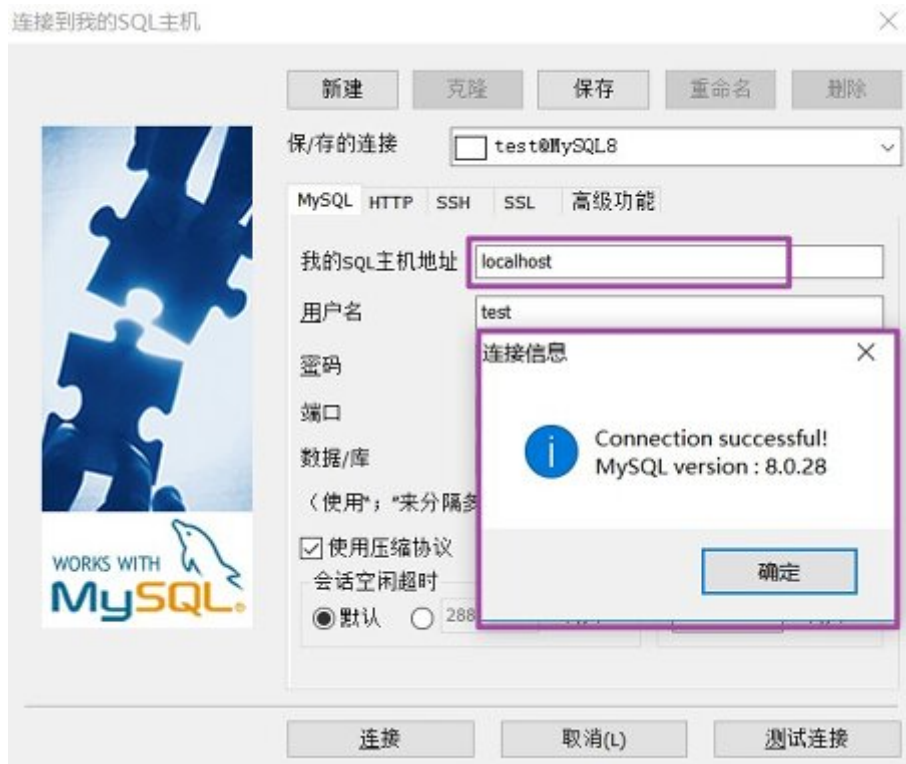 连接到我的SQL主机
新建 克隆 保存 重命名 删除
保/存的连接 test@MySQL8
MySQL HTTP SSH SSL 高级功能
我的SQL主机地址 localhost
用户名 test
密码
端口
数据/库
（使用“；”来分隔多
使用压缩协议
会话空闲超时
默认 288
连接信息
Connection successful!
MySQL version : 8.0.28
确定
WORKS WITH
MySQL
连接 取消(L) 测试连接